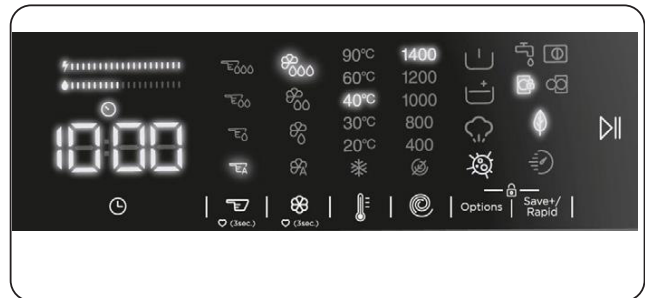 90°C 1400
60°C 1200
40°C 1000
10:00
30°C 800
A A 20°C 400
(3sec.) (3sec.) Options Save+/
Rapid